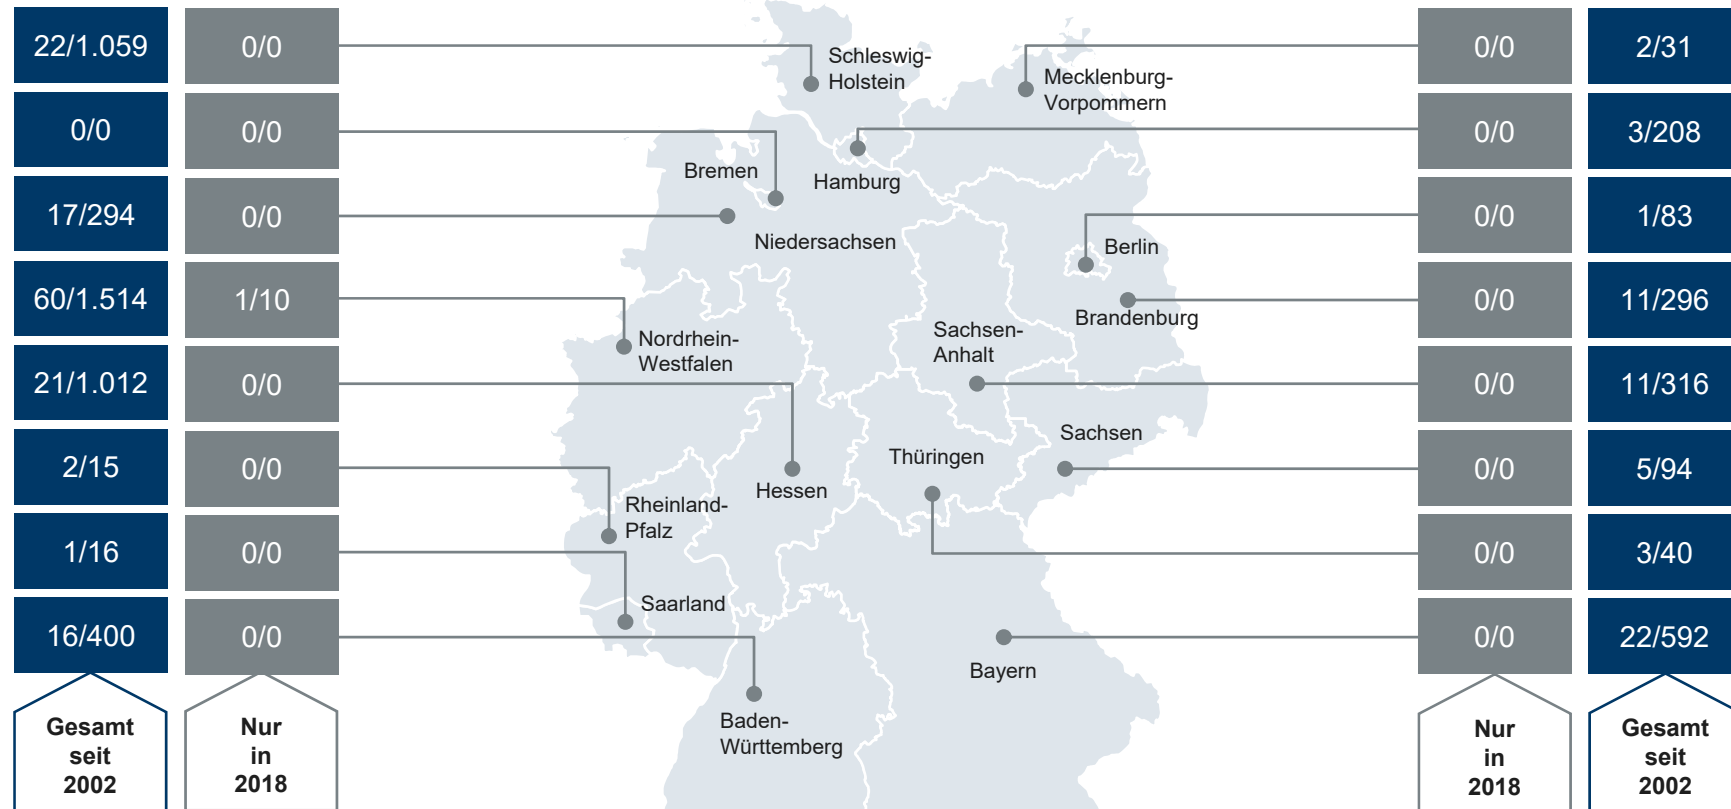 22/1.059
0/0
0/0
2/31
0/0
0/0
0/0
3/208
17/294
0/0
0/0
1/83
60/1.514
1/10
0/0
11/296
21/1.012
0/0
0/0
11/316
2/15
0/0
0/0
5/94
1/16
0/0
0/0
3/40
16/400
0/0
0/0
22/592
Schleswig-
Holstein
Mecklenburg-
Vorpommern
Bremen
Hamburg
Niedersachsen
Berlin
Brandenburg
Nordrhein-
Westfalen
Sachsen-
Anhalt
Sachsen
Thüringen
Hessen
Rheinland-
Pfalz
Saarland
Bayern
Baden-
Württemberg
Gesamt
seit
2002
Nur
in
2018
Nur
in
2018
Gesamt
seit
2002